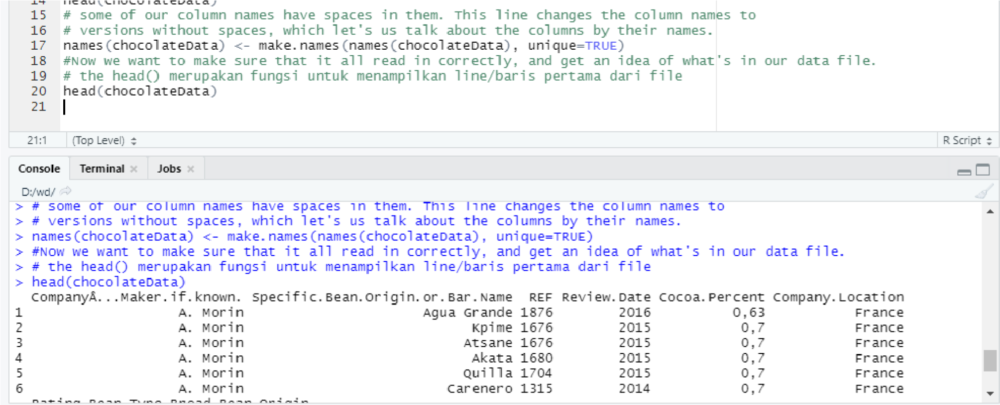 14 head(chocolateData)
15 # some of our column names have spaces in them. This line changes the column names to
16 # versions without spaces, which let's us talk about the columns by their names.
17 names(chocolateData) <- make.names(names(chocolateData), unique=TRUE)
18 #Now we want to make sure that it all read in correctly, and get an idea of what's in our data file.
19 # the head() merupakan fungsi untuk menampilkan line/baris pertama dari file
20 head(chocolateData)
21
21:1 (Top Level) R Script
Console Terminal Jobs
D:/wd/
> # some of our column names have spaces in them. This line changes the column names to
> # versions without spaces, which let's us talk about the columns by their names.
> names(chocolateData) <- make.names(names(chocolateData), unique=TRUE)
> #Now we want to make sure that it all read in correctly, and get an idea of what's in our data file.
> # the head() merupakan fungsi untuk menampilkan line/baris pertama dari file
> head(chocolateData)
CompanyÂ...Maker.if.known. Specific.Bean.Origin.or.Bar.Name REF Review.Date Cocoa.Percent Company.Location
1 A. Morin Agua Grande 1876 2016 0,63 France
2 A. Morin Kpime 1676 2015 0,7 France
3 A. Morin Atsane 1676 2015 0,7 France
4 A. Morin Akata 1680 2015 0,7 France
5 A. Morin Quilla 1704 2015 0,7 France
6 A. Morin Carenero 1315 2014 0,7 France
Rating Bean.Type Broad.Bean.Origin